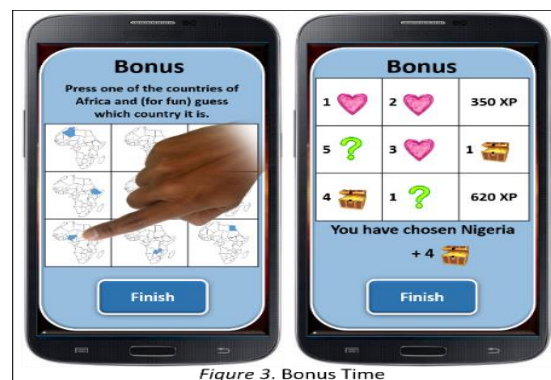 Bonus
Press one of the countries of
Africa and (for fun) guess
which country it is.
Finish
Bonus
1
2
350 XP
5 ?
3
1
4
1 ?
620 XP
You have chosen Nigeria
+ 4
Finish
Figure 3. Bonus Time